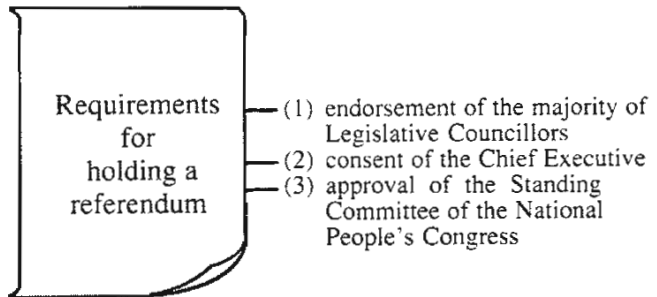 Requirements
for
holding a
referendum
(1) endorsement of the majority of
Legislative Councillors
(2) consent of the Chief Executive
(3) approval of the Standing
Committee of the National
People's Congress